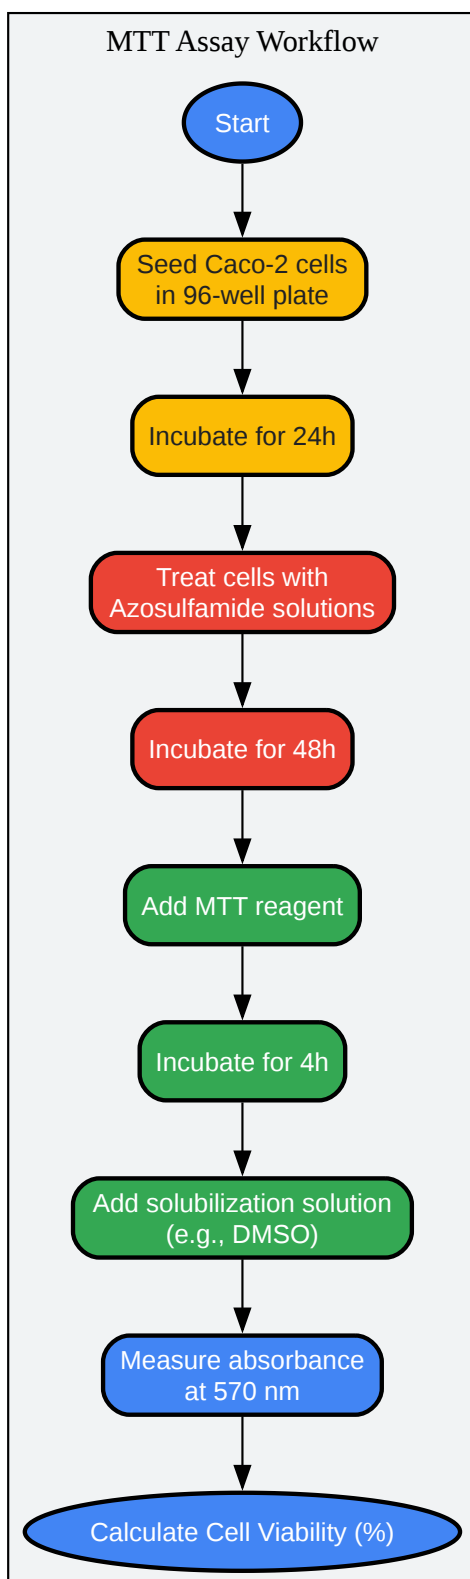 MTT Assay Workflow
Start
Seed Caco-2 cells
in 96-well plate
Incubate for 24h
Treat cells with
Azosulfamide solutions
Incubate for 48h
Add MTT reagent
Incubate for 4h
Add solubilization solution
(e.g., DMSO)
Measure absorbance
at 570 nm
Calculate Cell Viability (%)